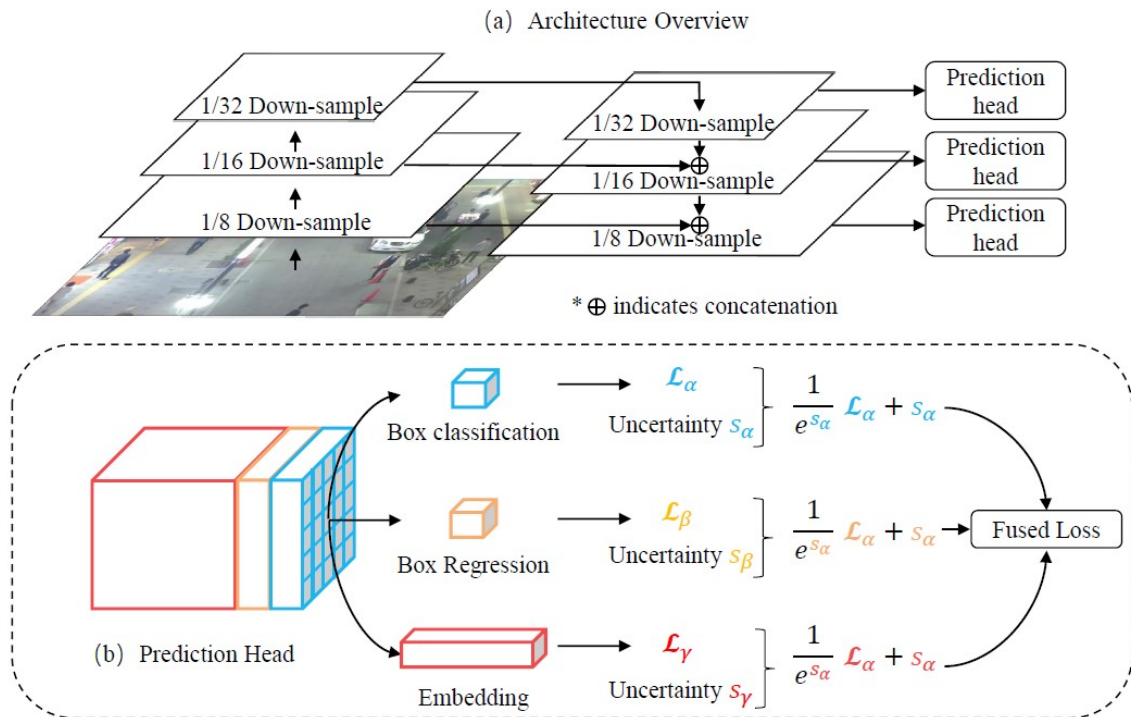 (a) Architecture Overview
1/32 Down-sample
1/16 Down-sample
1/8 Down-sample
1/32 Down-sample
⊕
1/16 Down-sample
⊕
1/8 Down-sample
Prediction
head
Prediction
head
Prediction
head
* ⊕ indicates concatenation
Box classification
ℒα
Uncertainty sα
1/e^sα ℒα + sα
Box Regression
ℒβ
Uncertainty sβ
1/e^sα ℒα + sα
Fused Loss
(b) Prediction Head
Embedding
ℒγ
Uncertainty sγ
1/e^sα ℒα + sα